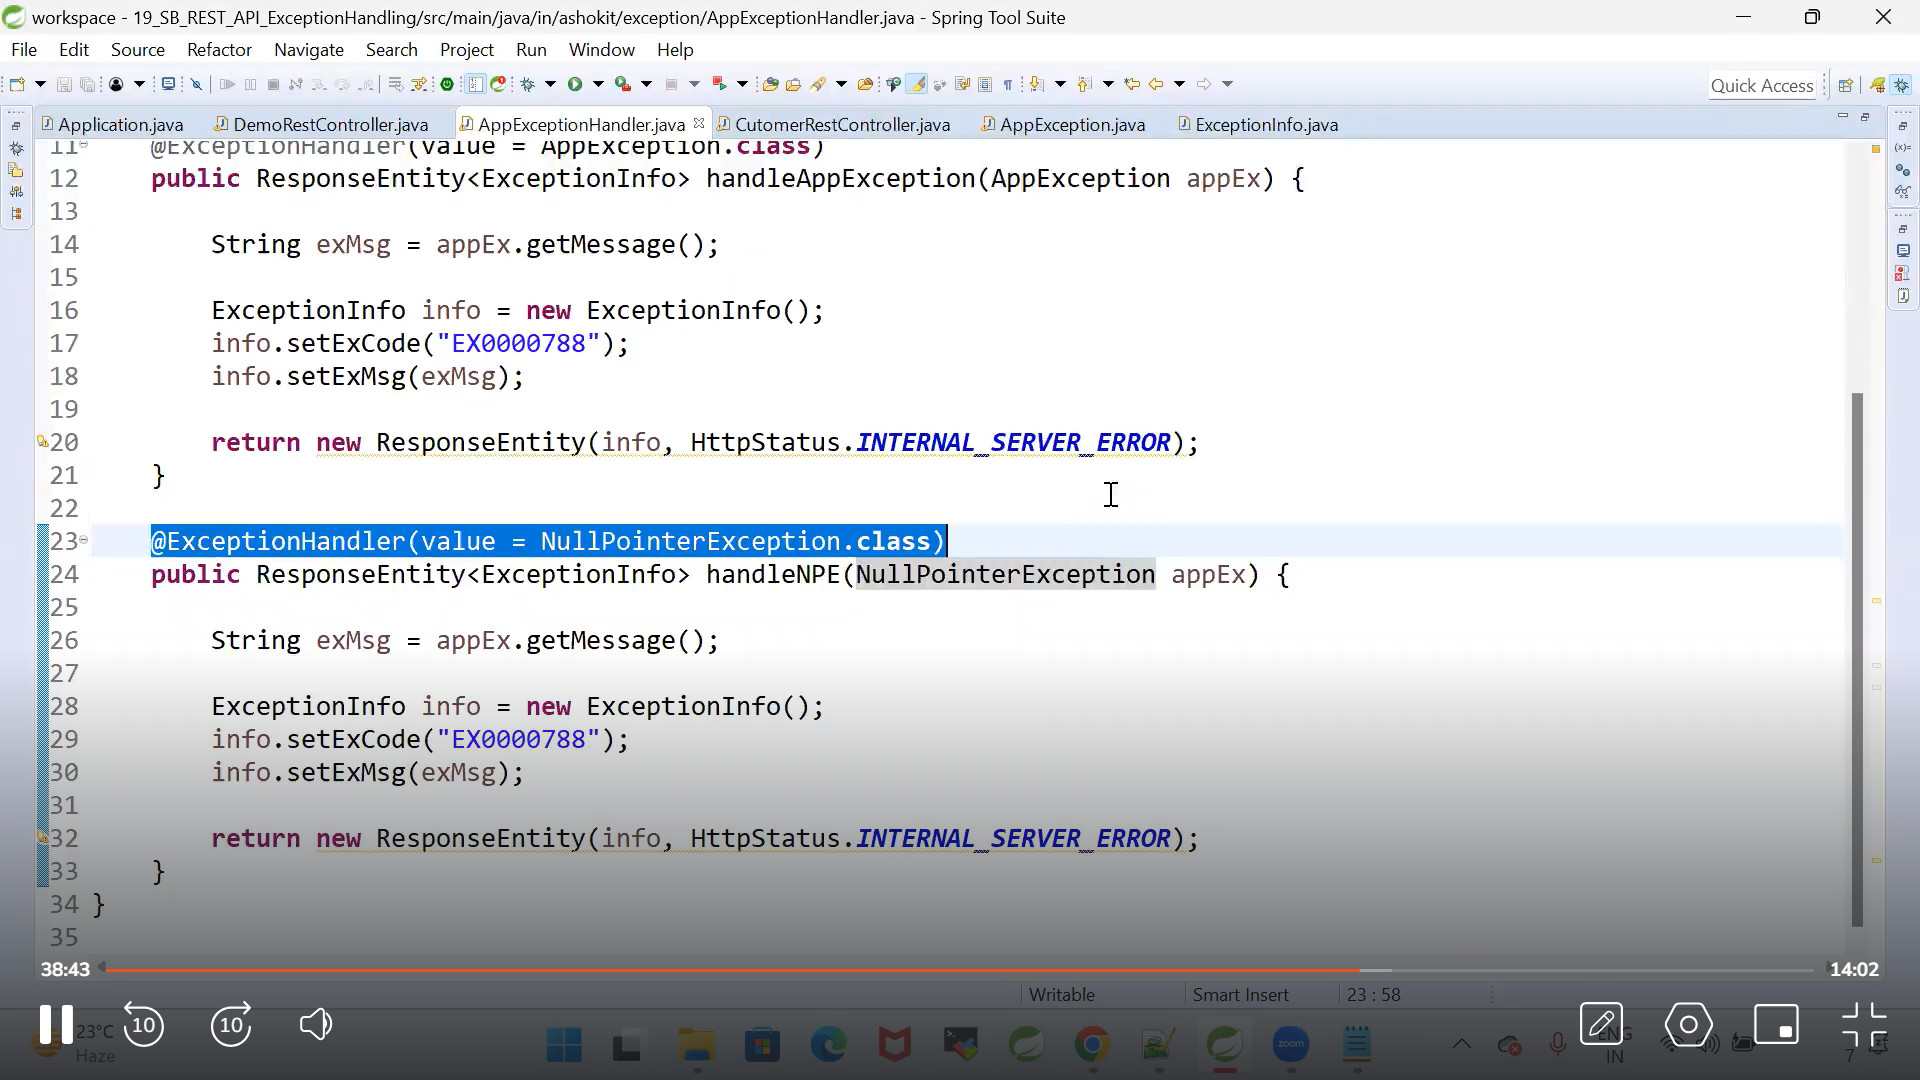 workspace - 19_SB_REST_API_ExceptionHandling/src/main/java/in/ashokit/exception/AppExceptionHandler.java - Spring Tool Suite
File Edit Source Refactor Navigate Search Project Run Window Help
Quick Access
Application.java DemoRestController.java AppExceptionHandler.java CutomerRestController.java AppException.java ExceptionInfo.java
11 @ExceptionHandler(value = AppException.class)
12 public ResponseEntity<ExceptionInfo> handleAppException(AppException appEx) {
13
14 String exMsg = appEx.getMessage();
15
16 ExceptionInfo info = new ExceptionInfo();
17 info.setExCode("EX0000788");
18 info.setExMsg(exMsg);
19
20 return new ResponseEntity(info, HttpStatus.INTERNAL_SERVER_ERROR);
21 }
22
23 @ExceptionHandler(value = NullPointerException.class)
24 public ResponseEntity<ExceptionInfo> handleNPE(NullPointerException appEx) {
25
26 String exMsg = appEx.getMessage();
27
28 ExceptionInfo info = new ExceptionInfo();
29 info.setExCode("EX0000788");
30 info.setExMsg(exMsg);
31
32 return new ResponseEntity(info, HttpStatus.INTERNAL_SERVER_ERROR);
33 }
34 }
35
38:43 14:02
Writable Smart Insert 23 : 58
10 10
23°C
Haze
zoom
ENG
IN
7